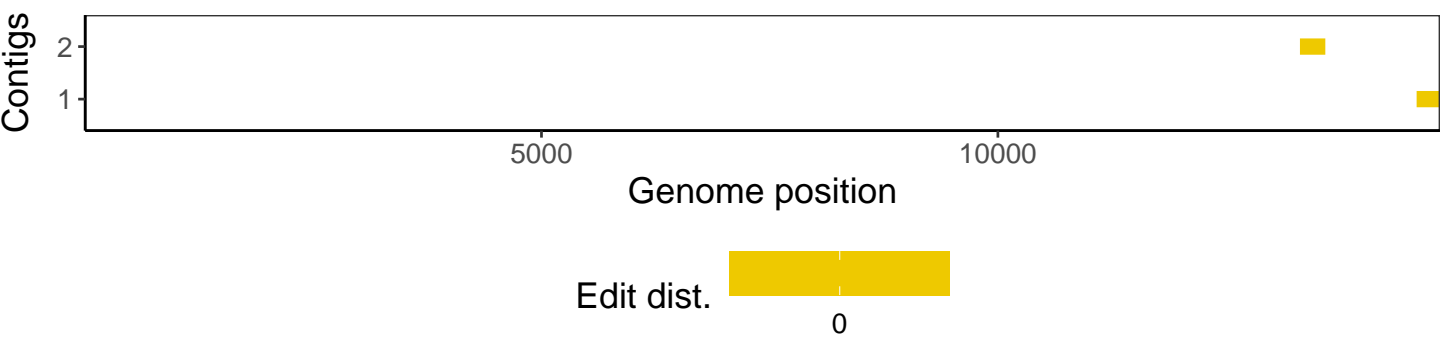 Contigs
2
1
5000 10000
Genome position
Edit dist.
0